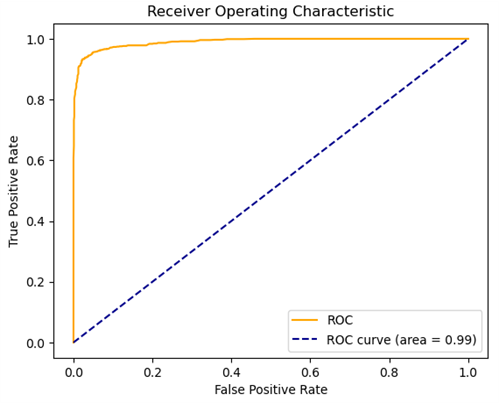 Receiver Operating Characteristic
1.0
0.8
0.6
0.4
0.2
0.0
True Positive Rate
ROC
ROC curve (area = 0.99)
0.0 0.2 0.4 0.6 0.8 1.0
False Positive Rate